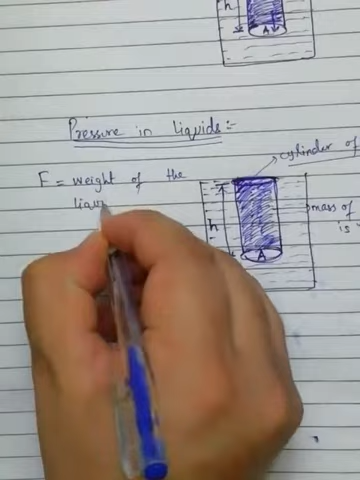 h
A
Pressure in liquids:-
cylinder of
F = weight of the
liqu
h
mass of
is
A